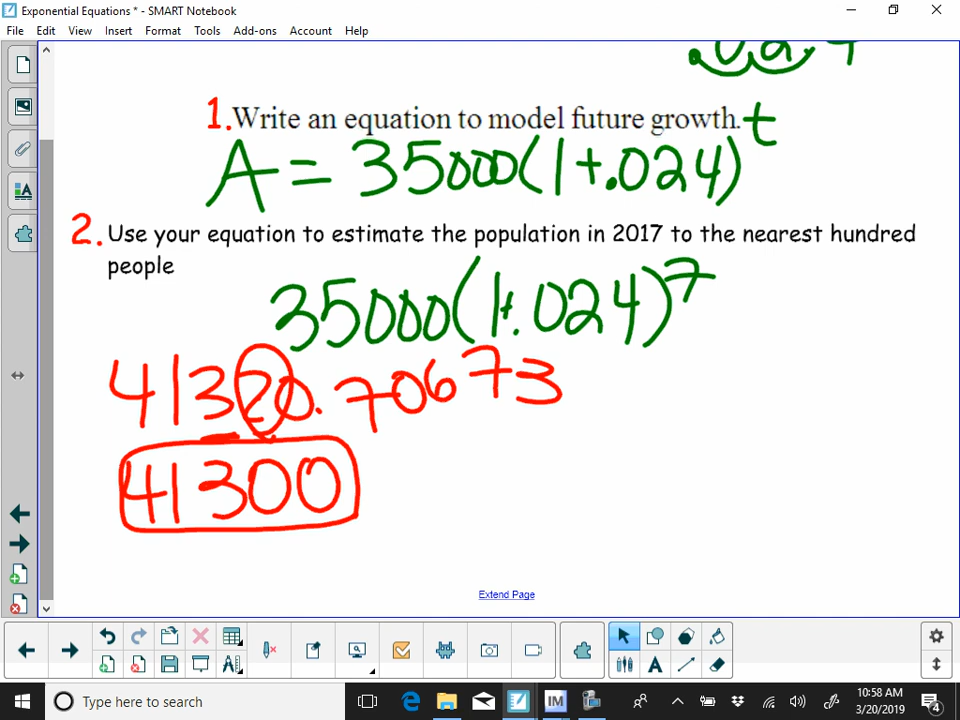 Exponential Equations * - SMART Notebook
File Edit View Insert Format Tools Add-ons Account Help
1. Write an equation to model future growth.
A = 35000(1+.024)^t
2. Use your equation to estimate the population in 2017 to the nearest hundred
people
35000(1+.024)^7
41320.70673
41300
Extend Page
Type here to search
10:58 AM
3/20/2019
4